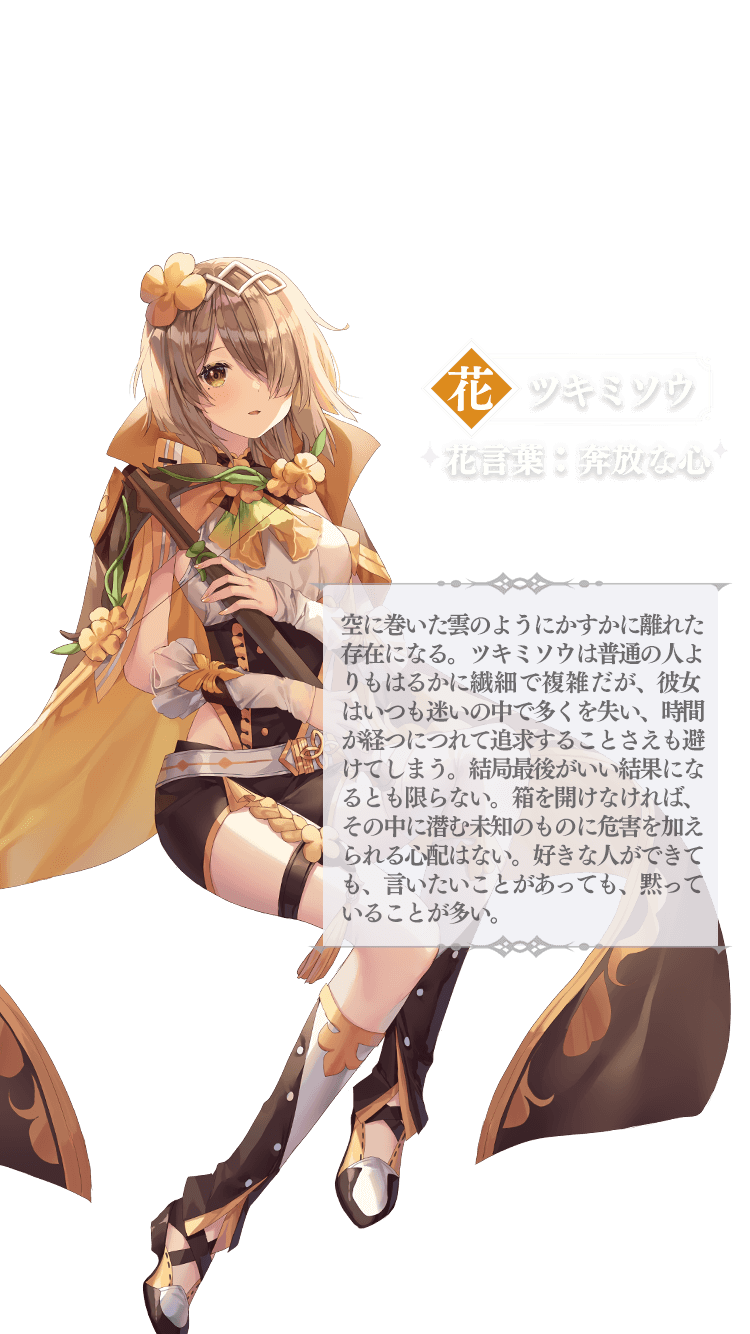 花 ツキミソウ
花言葉：奔放な心
空に巻いた雲のようにかすかに離れた
存在になる。ツキミソウは普通の人よ
りもはるかに繊細で複雑だが、彼女
はいつも迷いの中で多くを失い、時間
が経つにつれて追求することさえも避
けてしまう。結局最後がいい結果にな
るとも限らない。箱を開けなければ、
その中に潜む未知のものに危害を加え
られる心配はない。好きな人ができて
も、言いたいことがあっても、黙って
いることが多い。